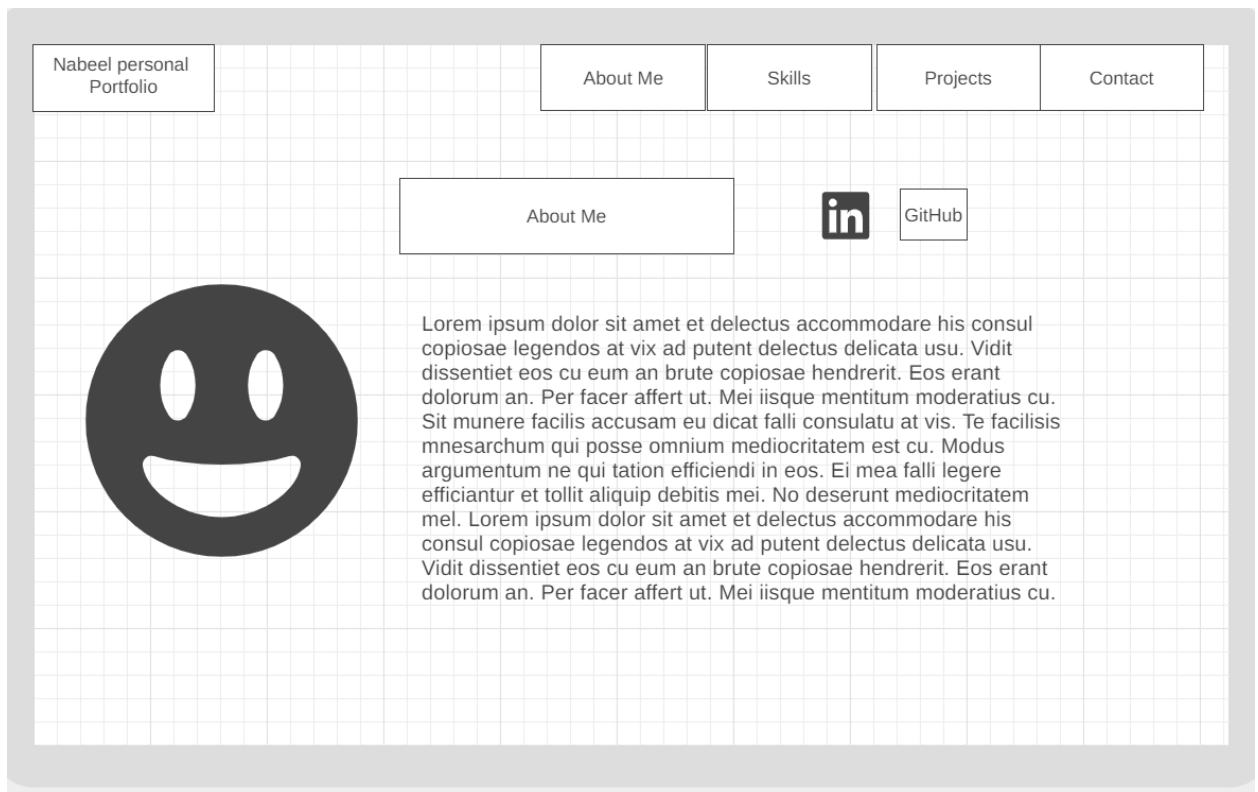 Nabeel personal
Portfolio
About Me
Skills
Projects
Contact
About Me
in
GitHub
Lorem ipsum dolor sit amet et delectus accommodare his consul
copiosae legendos at vix ad putent delectus delicata usu. Vidit
dissentiet eos cu eum an brute copiosae hendrerit. Eos erant
dolorum an. Per facer affert ut. Mei iisque mentitum moderatius cu.
Sit munere facilis accusam eu dicat falli consulatu at vis. Te facilisis
mnesarchum qui posse omnium mediocritatem est cu. Modus
argumentum ne qui tation efficiendi in eos. Ei mea falli legere
efficiantur et tollit aliquip debitis mei. No deserunt mediocritatem
mel. Lorem ipsum dolor sit amet et delectus accommodare his
consul copiosae legendos at vix ad putent delectus delicata usu.
Vidit dissentiet eos cu eum an brute copiosae hendrerit. Eos erant
dolorum an. Per facer affert ut. Mei iisque mentitum moderatius cu.